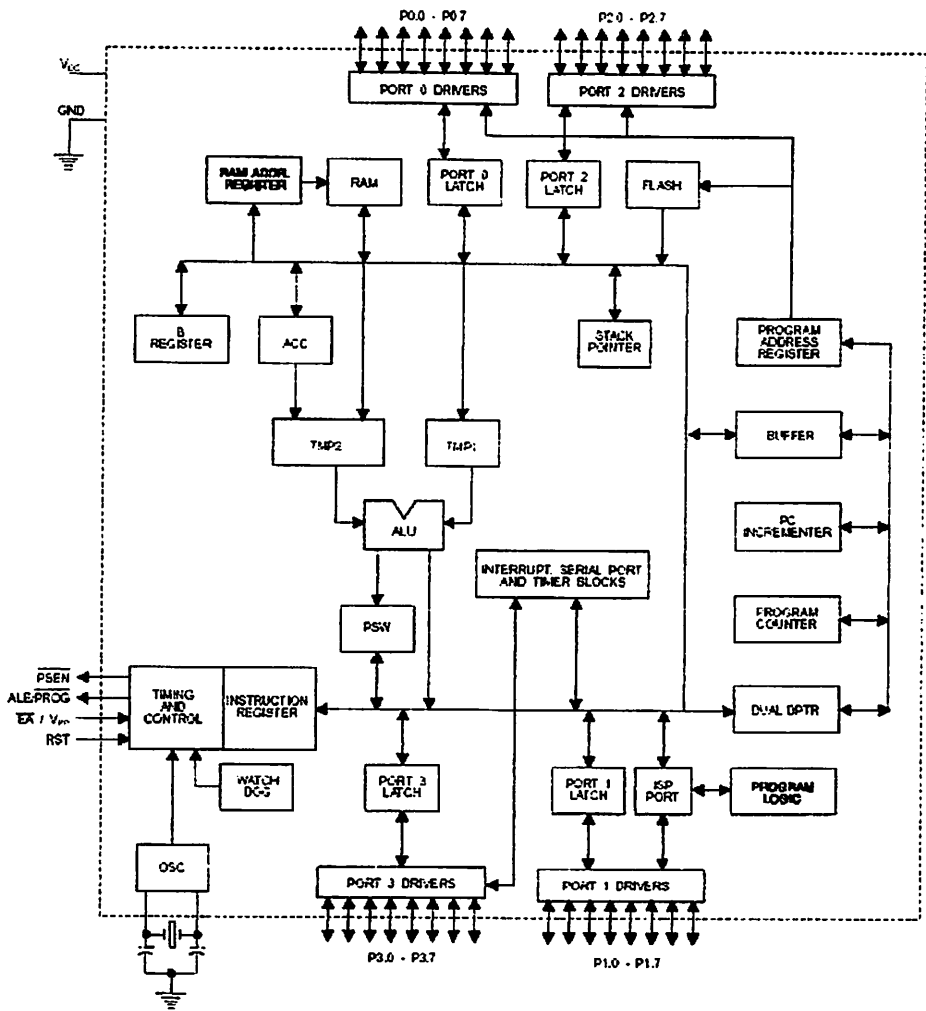 P0.0 - P0.7
P2.0 - P2.7
VCC
PORT 0 DRIVERS
PORT 2 DRIVERS
GND
RAM ADDR.
REGISTER
RAM
PORT 0
LATCH
PORT 2
LATCH
FLASH
B
REGISTER
ACC
STACK
POINTER
PROGRAM
ADDRESS
REGISTER
TMP2
TMP1
BUFFER
ALU
PC
INCREMENTER
INTERRUPT, SERIAL PORT
AND TIMER BLOCKS
PSW
PROGRAM
COUNTER
PSEN
ALE/PROG
EA / VPP
RST
TIMING
AND
CONTROL
INSTRUCTION
REGISTER
DUAL DPTR
WATCH
DOG
PORT 3
LATCH
PORT 1
LATCH
ISP
PORT
PROGRAM
LOGIC
OSC
PORT 3 DRIVERS
PORT 1 DRIVERS
P3.0 - P3.7
P1.0 - P1.7